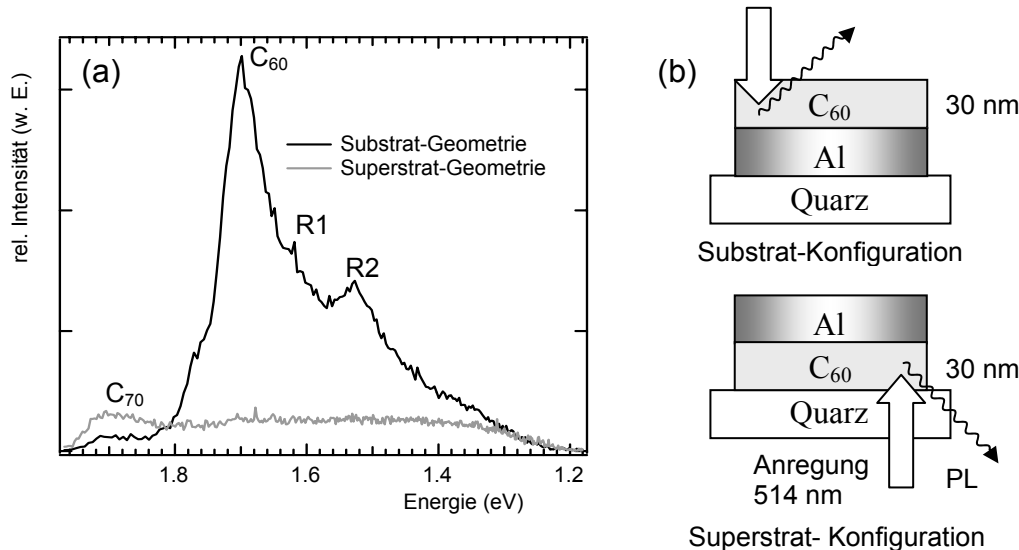 (a)
C60
Substrat-Geometrie
Superstrat-Geometrie
R1
R2
C70
rel. Intensität (w. E.)
1.8
1.6
1.4
1.2
Energie (eV)
(b)
C60
30 nm
Al
Quarz
Substrat-Konfiguration
Al
C60
30 nm
Quarz
Anregung
514 nm
PL
Superstrat- Konfiguration